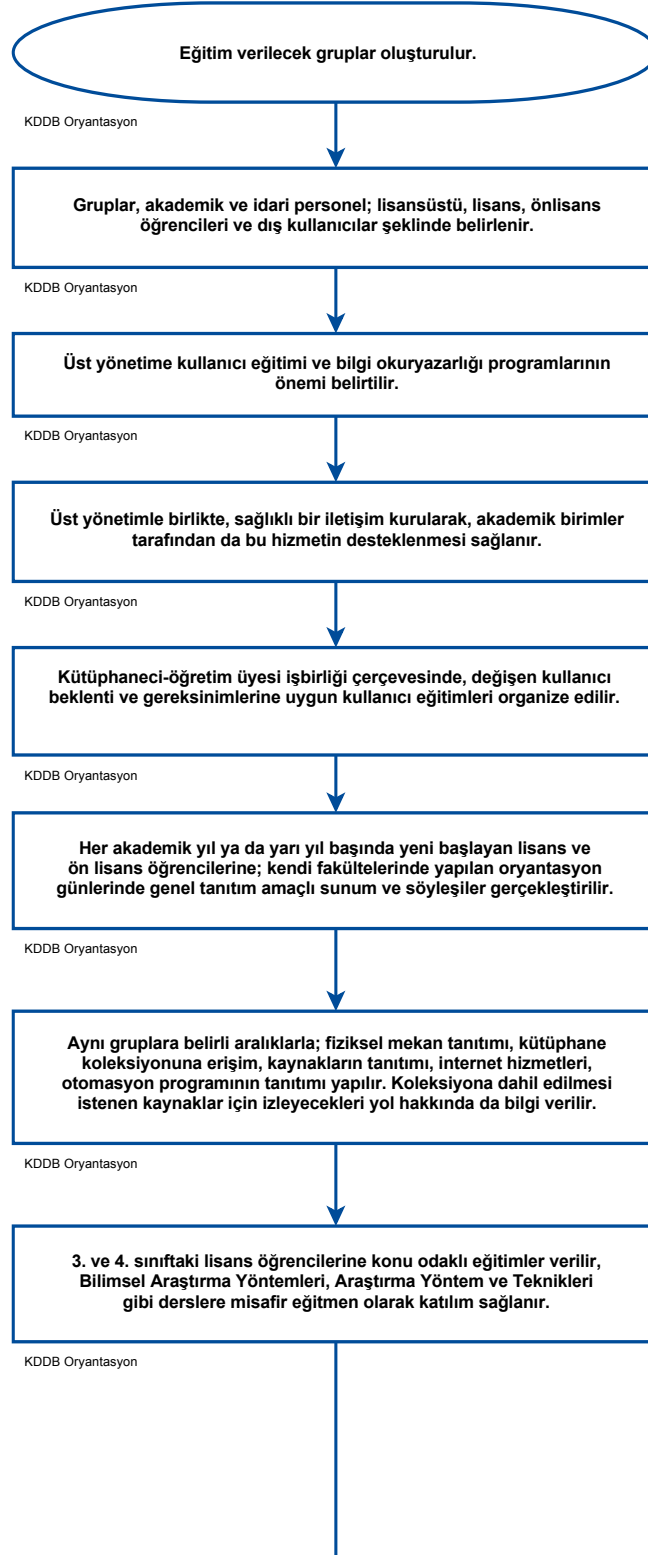 Eğitim verilecek gruplar oluşturulur.
KDDB Oryantasyon
Gruplar, akademik ve idari personel; lisansüstü, lisans, önlisans
öğrencileri ve dış kullanıcılar şeklinde belirlenir.
KDDB Oryantasyon
Üst yönetime kullanıcı eğitimi ve bilgi okuryazarlığı programlarının
önemi belirtilir.
KDDB Oryantasyon
Üst yönetimle birlikte, sağlıklı bir iletişim kurularak, akademik birimler
tarafından da bu hizmetin desteklenmesi sağlanır.
KDDB Oryantasyon
Kütüphaneci-öğretim üyesi işbirliği çerçevesinde, değişen kullanıcı
beklenti ve gereksinimlerine uygun kullanıcı eğitimleri organize edilir.
KDDB Oryantasyon
Her akademik yıl ya da yarı yıl başında yeni başlayan lisans ve
ön lisans öğrencilerine; kendi fakültelerinde yapılan oryantasyon
günlerinde genel tanıtım amaçlı sunum ve söyleşiler gerçekleştirilir.
KDDB Oryantasyon
Aynı gruplara belirli aralıklarla; fiziksel mekan tanıtımı, kütüphane
koleksiyonuna erişim, kaynakların tanıtımı, internet hizmetleri,
otomasyon programının tanıtımı yapılır. Koleksiyona dahil edilmesi
istenen kaynaklar için izleyecekleri yol hakkında da bilgi verilir.
KDDB Oryantasyon
3. ve 4. sınıftaki lisans öğrencilerine konu odaklı eğitimler verilir,
Bilimsel Araştırma Yöntemleri, Araştırma Yöntem ve Teknikleri
gibi derslere misafir eğitmen olarak katılım sağlanır.
KDDB Oryantasyon